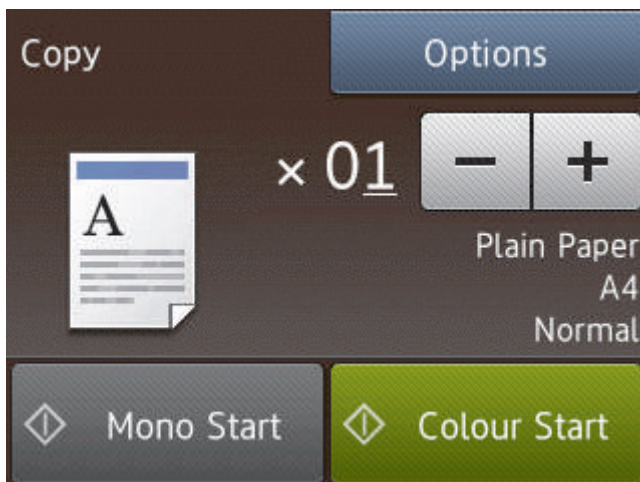 Copy
Options
× 01
− +
A
Plain Paper
A4
Normal
Mono Start
Colour Start